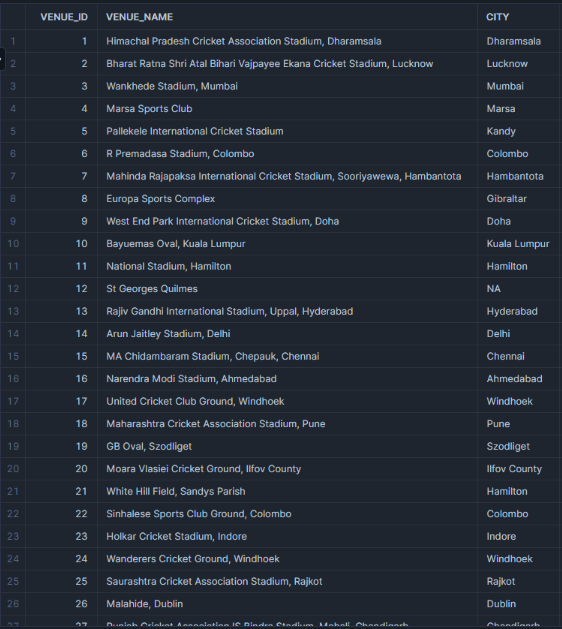 VENUE_ID VENUE_NAME CITY
1 1 Himachal Pradesh Cricket Association Stadium, Dharamsala Dharamsala
2 2 Bharat Ratna Shri Atal Bihari Vajpayee Ekana Cricket Stadium, Lucknow Lucknow
3 3 Wankhede Stadium, Mumbai Mumbai
4 4 Marsa Sports Club Marsa
5 5 Pallekele International Cricket Stadium Kandy
6 6 R Premadasa Stadium, Colombo Colombo
7 7 Mahinda Rajapaksa International Cricket Stadium, Sooriyawewa, Hambantota Hambantota
8 8 Europa Sports Complex Gibraltar
9 9 West End Park International Cricket Stadium, Doha Doha
10 10 Bayuemas Oval, Kuala Lumpur Kuala Lumpur
11 11 National Stadium, Hamilton Hamilton
12 12 St Georges Quilmes NA
13 13 Rajiv Gandhi International Stadium, Uppal, Hyderabad Hyderabad
14 14 Arun Jaitley Stadium, Delhi Delhi
15 15 MA Chidambaram Stadium, Chepauk, Chennai Chennai
16 16 Narendra Modi Stadium, Ahmedabad Ahmedabad
17 17 United Cricket Club Ground, Windhoek Windhoek
18 18 Maharashtra Cricket Association Stadium, Pune Pune
19 19 GB Oval, Szodliget Szodliget
20 20 Moara Vlasiei Cricket Ground, Ilfov County Ilfov County
21 21 White Hill Field, Sandys Parish Hamilton
22 22 Sinhalese Sports Club Ground, Colombo Colombo
23 23 Holkar Cricket Stadium, Indore Indore
24 24 Wanderers Cricket Ground, Windhoek Windhoek
25 25 Saurashtra Cricket Association Stadium, Rajkot Rajkot
26 26 Malahide, Dublin Dublin
27 27 Punjab Cricket Association IS Bindra Stadium, Mohali, Chandigarh Chandigarh